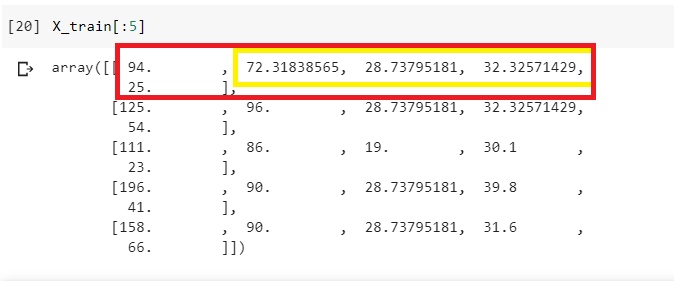 [20] X_train[:5]
array([[ 94.        ,  72.31838565,  28.73795181,  32.32571429,
         25.        ],
       [125.        ,  96.        ,  28.73795181,  32.32571429,
         54.        ],
       [111.        ,  86.        ,  19.        ,  30.1       ,
         23.        ],
       [196.        ,  90.        ,  28.73795181,  39.8       ,
         41.        ],
       [158.        ,  90.        ,  28.73795181,  31.6       ,
         66.        ]])